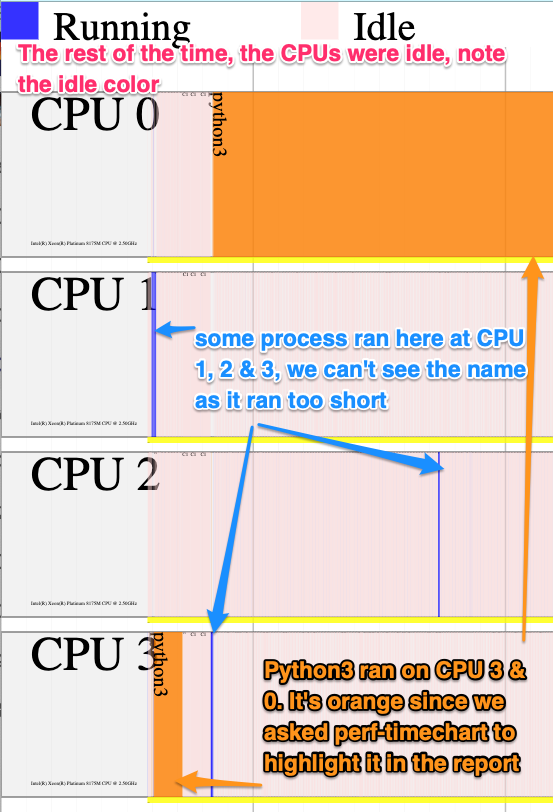 Running Idle
The rest of the time, the CPUs were idle, note
the idle color
CPU 0
python3
Intel(R) Xeon(R) Platinum 8175M CPU @ 2.50GHz
CPU 1
some process ran here at CPU
1, 2 & 3, we can't see the name
as it ran too short
Intel(R) Xeon(R) Platinum 8175M CPU @ 2.50GHz
CPU 2
Intel(R) Xeon(R) Platinum 8175M CPU @ 2.50GHz
CPU 3
python3
Python3 ran on CPU 3 &
0. It's orange since we
asked perf-timechart to
highlight it in the report
Intel(R) Xeon(R) Platinum 8175M CPU @ 2.50GHz